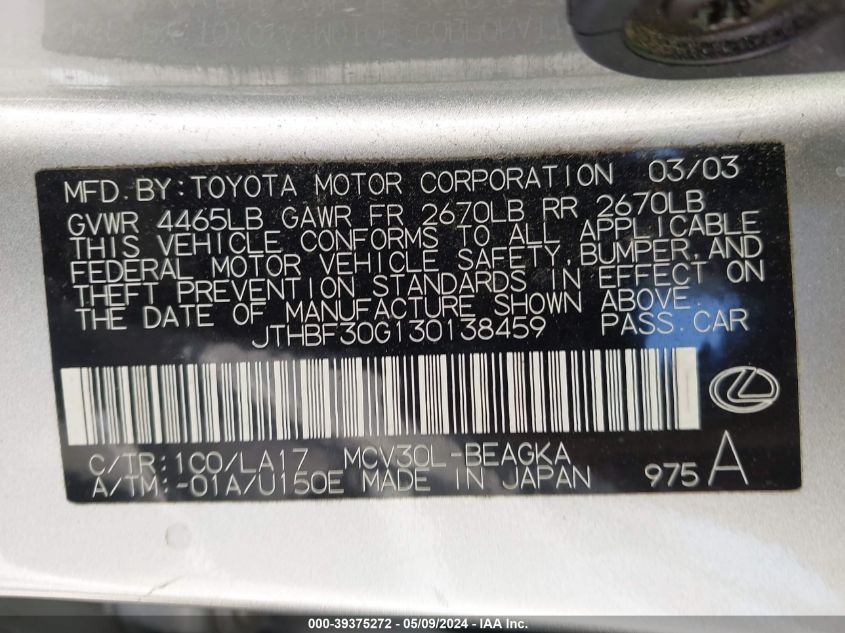 MFD. BY: TOYOTA MOTOR CORPORATION 03/03
GVWR 4465LB GAWR FR 2670LB RR 2670LB
THIS VEHICLE CONFORMS TO ALL APPLICABLE
FEDERAL MOTOR VEHICLE SAFETY, BUMPER, AND
THEFT PREVENTION STANDARDS IN EFFECT ON
THE DATE OF MANUFACTURE SHOWN ABOVE.
JTHBF30G130138459 PASS.CAR
C/TR:1C0/LA17 MCV30L-BEAGKA
A/TM:-01A/U150E MADE IN JAPAN 975 A
000-39375272 - 05/09/2024 - IAA Inc.